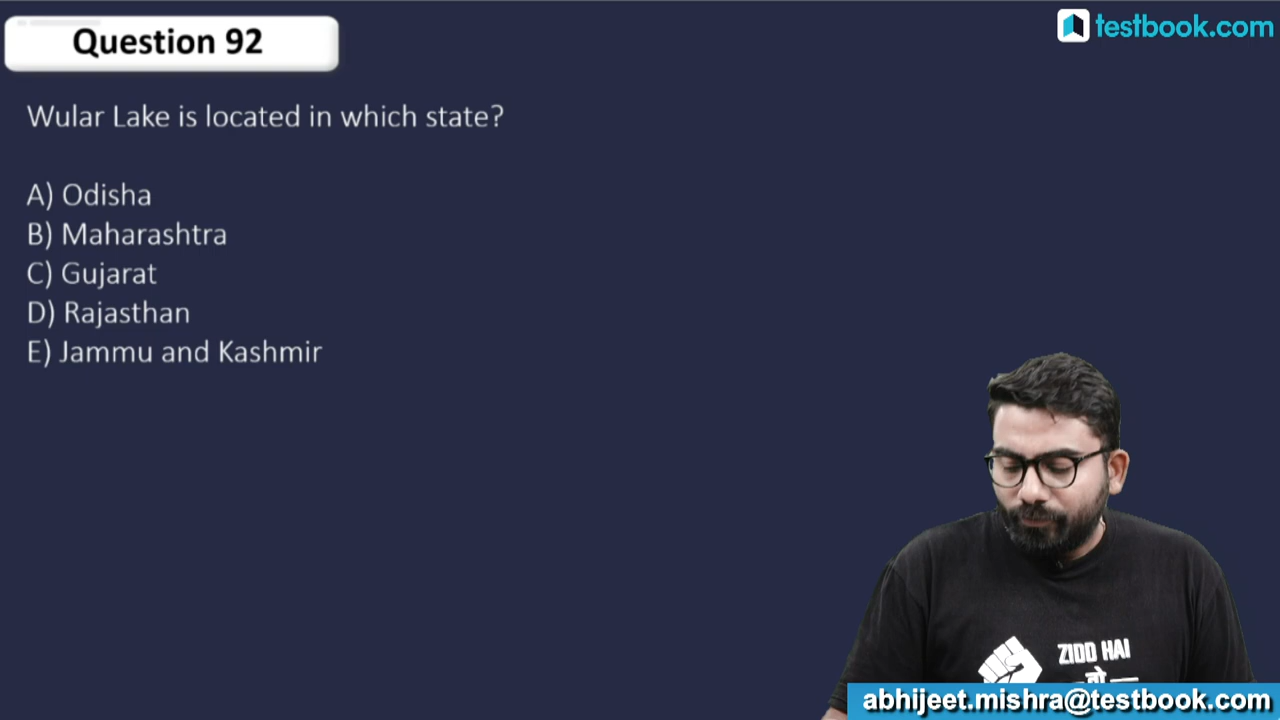 Question 92
testbook.com
Wular Lake is located in which state?
A) Odisha
B) Maharashtra
C) Gujarat
D) Rajasthan
E) Jammu and Kashmir
ZIDD HAI
तो
abhijeet.mishra@testbook.com